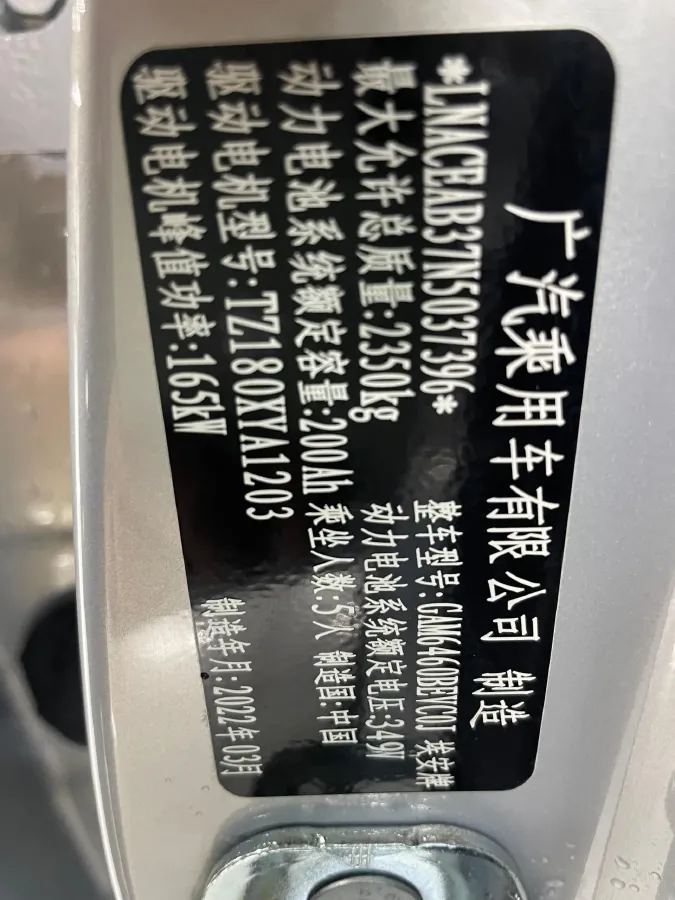 广汽乘用车有限公司 制造
*LNACEAB37N5037396* 整车型号:GAM6460BEVC0J 埃安牌
最大允许总质量:2350kg 动力电池系统额定电压:349V
动力电池系统额定容量:200Ah 乘坐人数:5人 制造国:中国
驱动电机型号:TZ180XYA1203
驱动电机峰值功率:165kW 制造年月:2022年03月